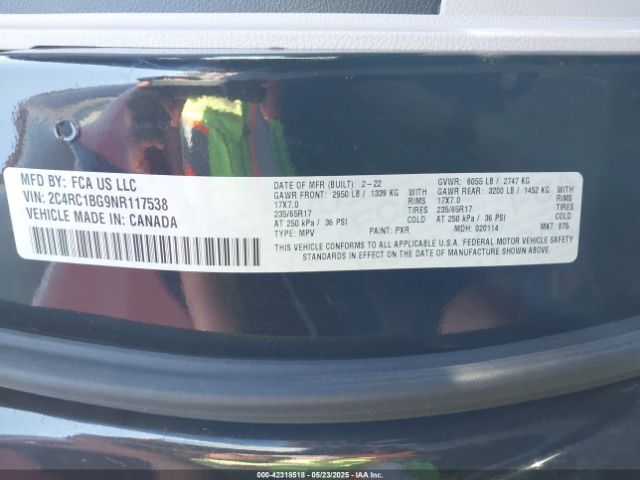 MFD BY: FCA US LLC
VIN: 2C4RC1BG9NR117538
VEHICLE MADE IN: CANADA
DATE OF MFR (BUILT): 2-22
GAWR FRONT: 2950 LB / 1339 KG
17X7.0 RIMS
235/65R17 TIRES
AT 250 kPa / 36 PSI COLD
TYPE: MPV PAINT: PXR
GVWR: 6055 LB / 2747 KG
GAWR REAR: 3200 LB / 1452 KG
17X7.0 RIMS
235/65R17 TIRES
AT 250 kPa / 36 PSI COLD
MDH: 020114 MKT: 875
THIS VEHICLE CONFORMS TO ALL APPLICABLE U.S.A. FEDERAL MOTOR VEHICLE SAFETY
STANDARDS IN EFFECT ON THE DATE OF MANUFACTURE SHOWN ABOVE.
000-42318518 - 05/23/2025 - IAAI.COM